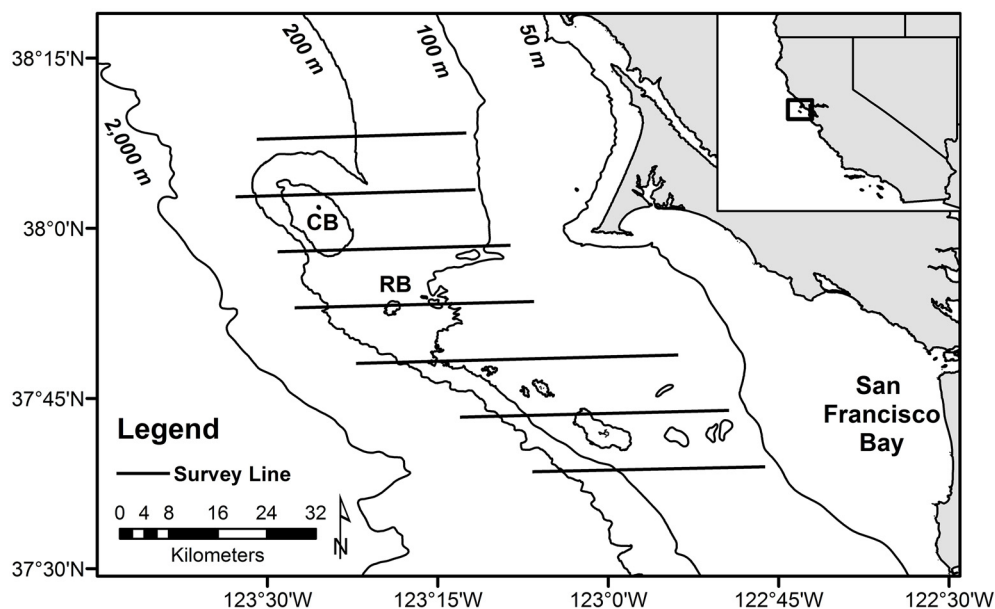 38°15'N
38°0'N
37°45'N
37°30'N
200 m
100 m
50 m
2,000 m
CB
RB
San
Francisco
Bay
Legend
Survey Line
0 4 8 16 24 32
Kilometers
N
123°30'W 123°15'W 123°0'W 122°45'W 122°30'W